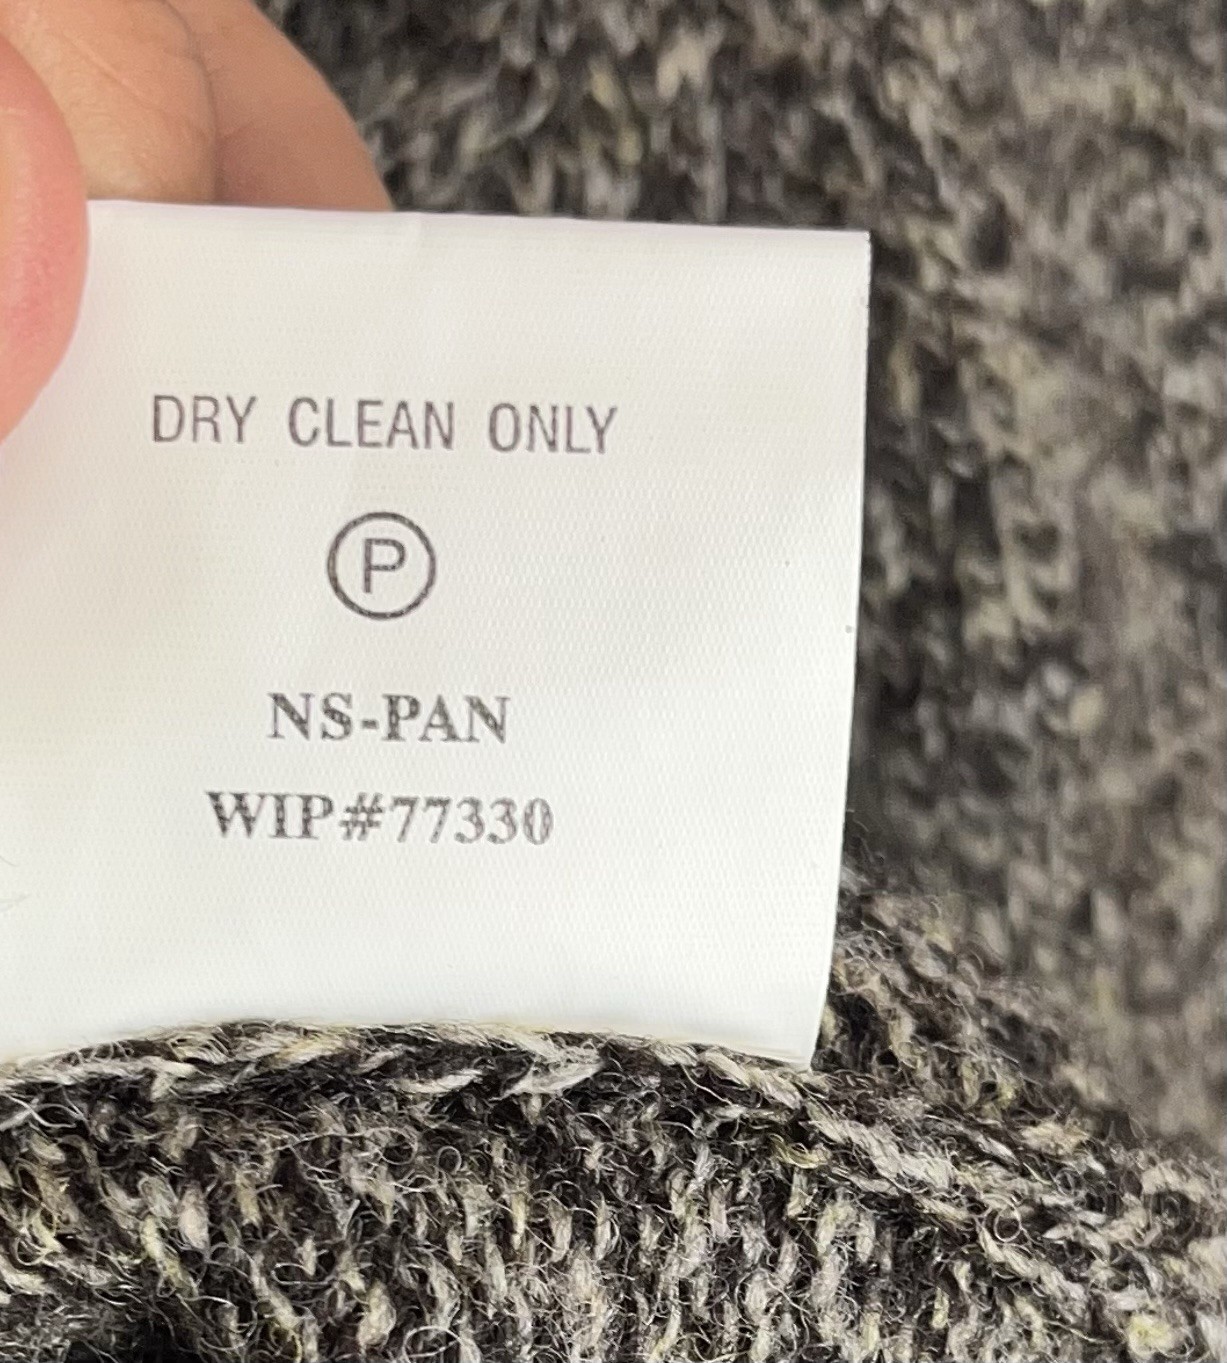 DRY CLEAN ONLY
P
NS-PAN
WIP#77330